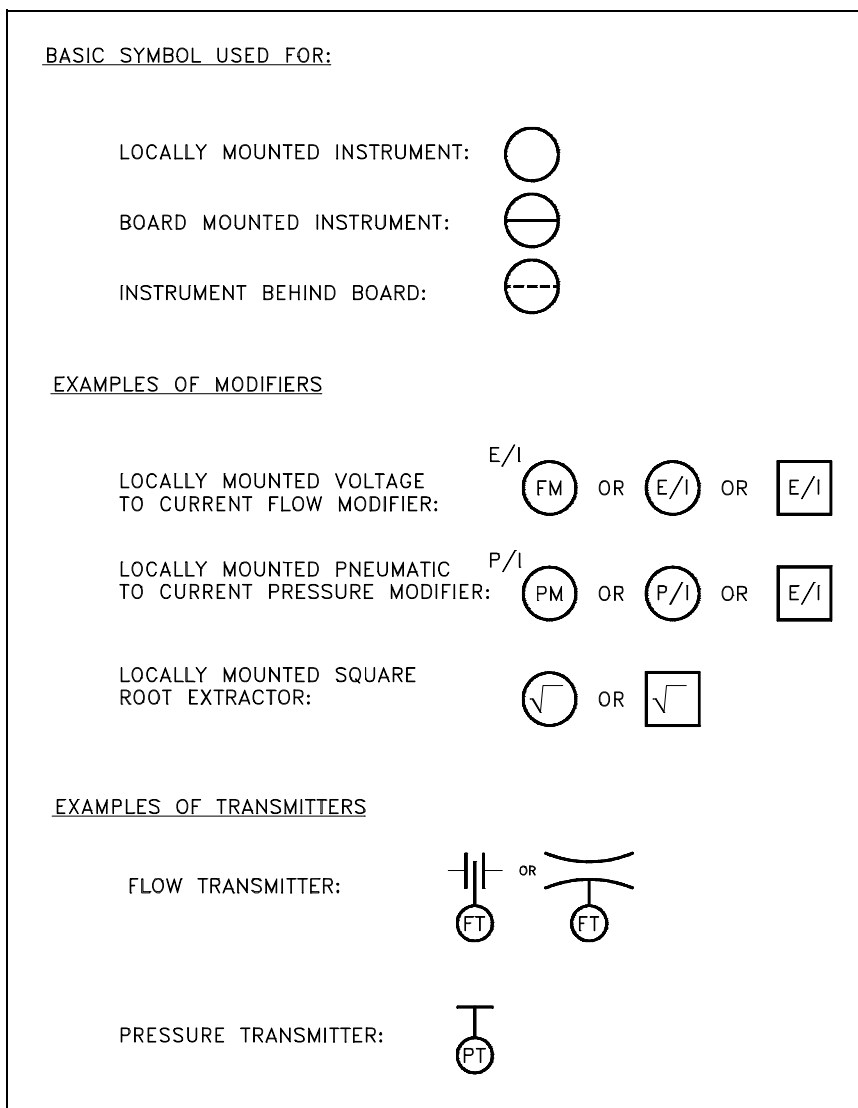 BASIC SYMBOL USED FOR:
LOCALLY MOUNTED INSTRUMENT:
BOARD MOUNTED INSTRUMENT:
INSTRUMENT BEHIND BOARD:
EXAMPLES OF MODIFIERS
LOCALLY MOUNTED VOLTAGE
TO CURRENT FLOW MODIFIER:
E/I
FM OR E/I OR E/I
LOCALLY MOUNTED PNEUMATIC
TO CURRENT PRESSURE MODIFIER:
P/I
PM OR P/I OR E/I
LOCALLY MOUNTED SQUARE
ROOT EXTRACTOR:
√ OR √
EXAMPLES OF TRANSMITTERS
FLOW TRANSMITTER:
OR
FT FT
PRESSURE TRANSMITTER:
PT